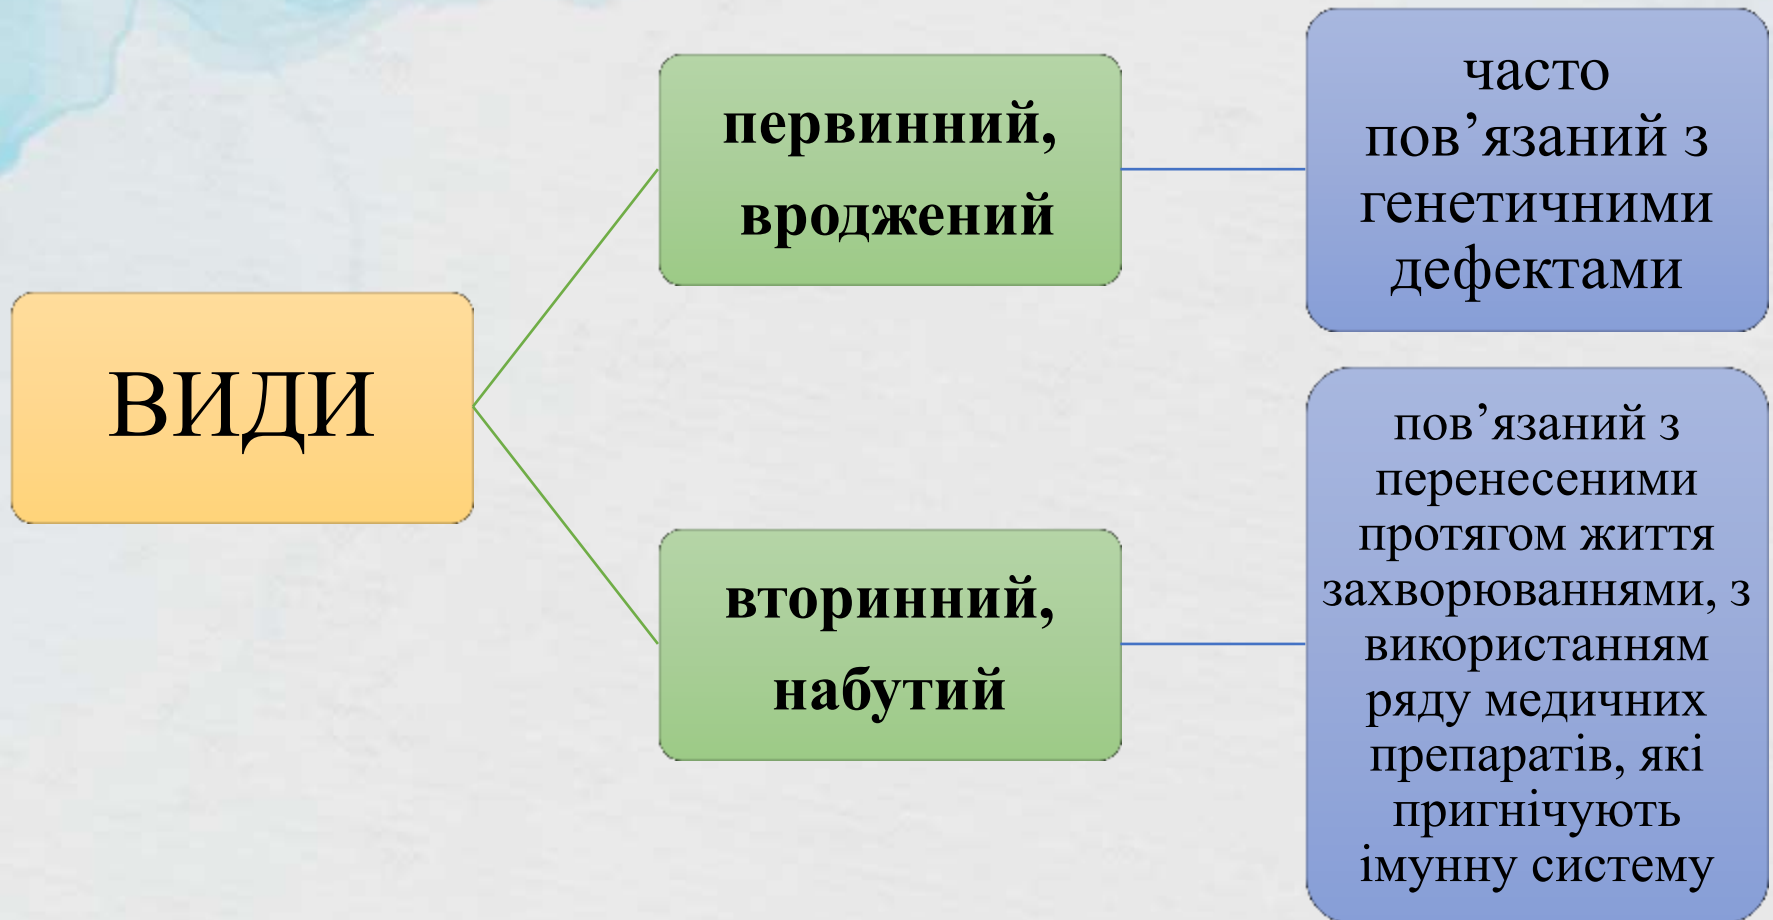 ВИДИ
первинний,
вроджений
часто
пов’язаний з
генетичними
дефектами
вторинний,
набутий
пов’язаний з
перенесеними
протягом життя
захворюваннями, з
використанням
ряду медичних
препаратів, які
пригнічують
імунну систему